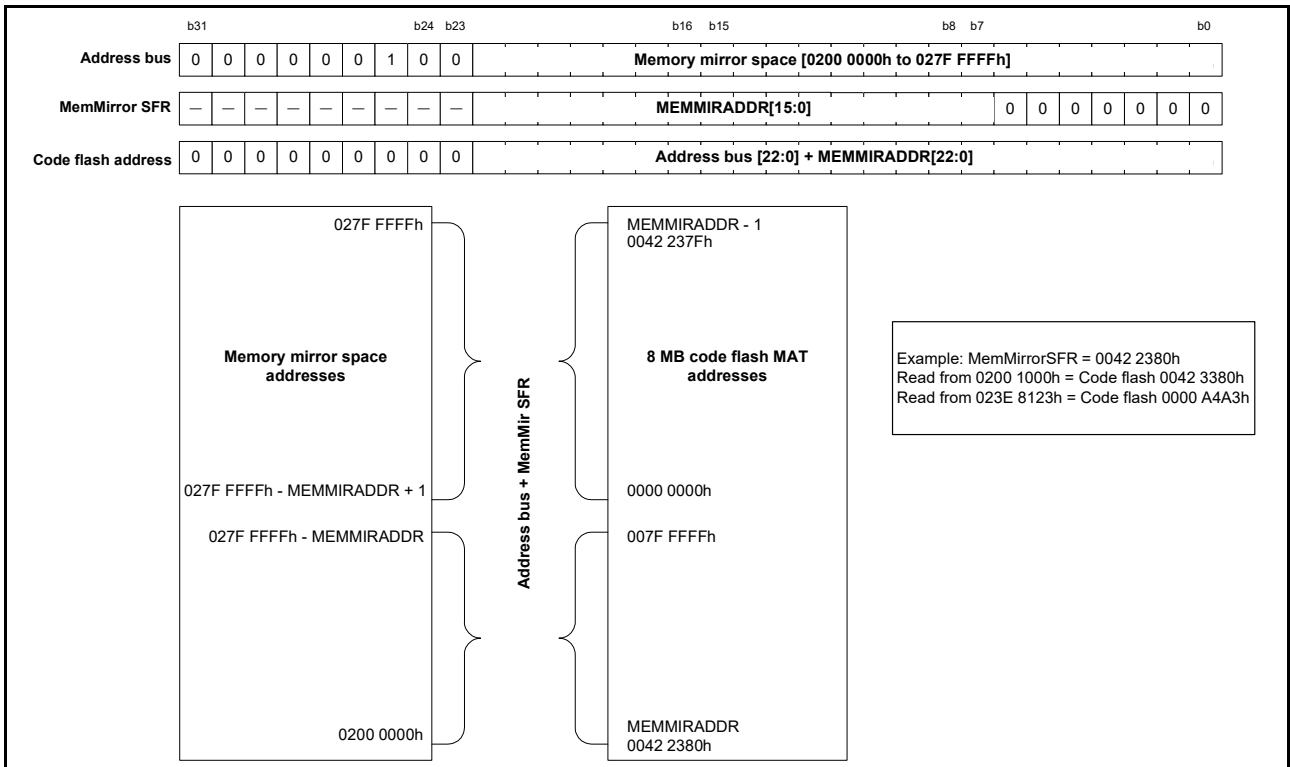 b31 b24 b23 b16 b15 b8 b7 b0
Address bus 0 0 0 0 0 0 1 0 0 Memory mirror space [0200 0000h to 027F FFFFh]
MemMirror SFR — — — — — — — — — MEMMIRADDR[15:0] 0 0 0 0 0 0 0
Code flash address 0 0 0 0 0 0 0 0 0 Address bus [22:0] + MEMMIRADDR[22:0]
027F FFFFh
Memory mirror space
addresses
027F FFFFh - MEMMIRADDR + 1
027F FFFFh - MEMMIRADDR
0200 0000h
Address bus + MemMir SFR
MEMMIRADDR - 1
0042 237Fh
8 MB code flash MAT
addresses
0000 0000h
007F FFFFh
MEMMIRADDR
0042 2380h
Example: MemMirrorSFR = 0042 2380h
Read from 0200 1000h = Code flash 0042 3380h
Read from 023E 8123h = Code flash 0000 A4A3h